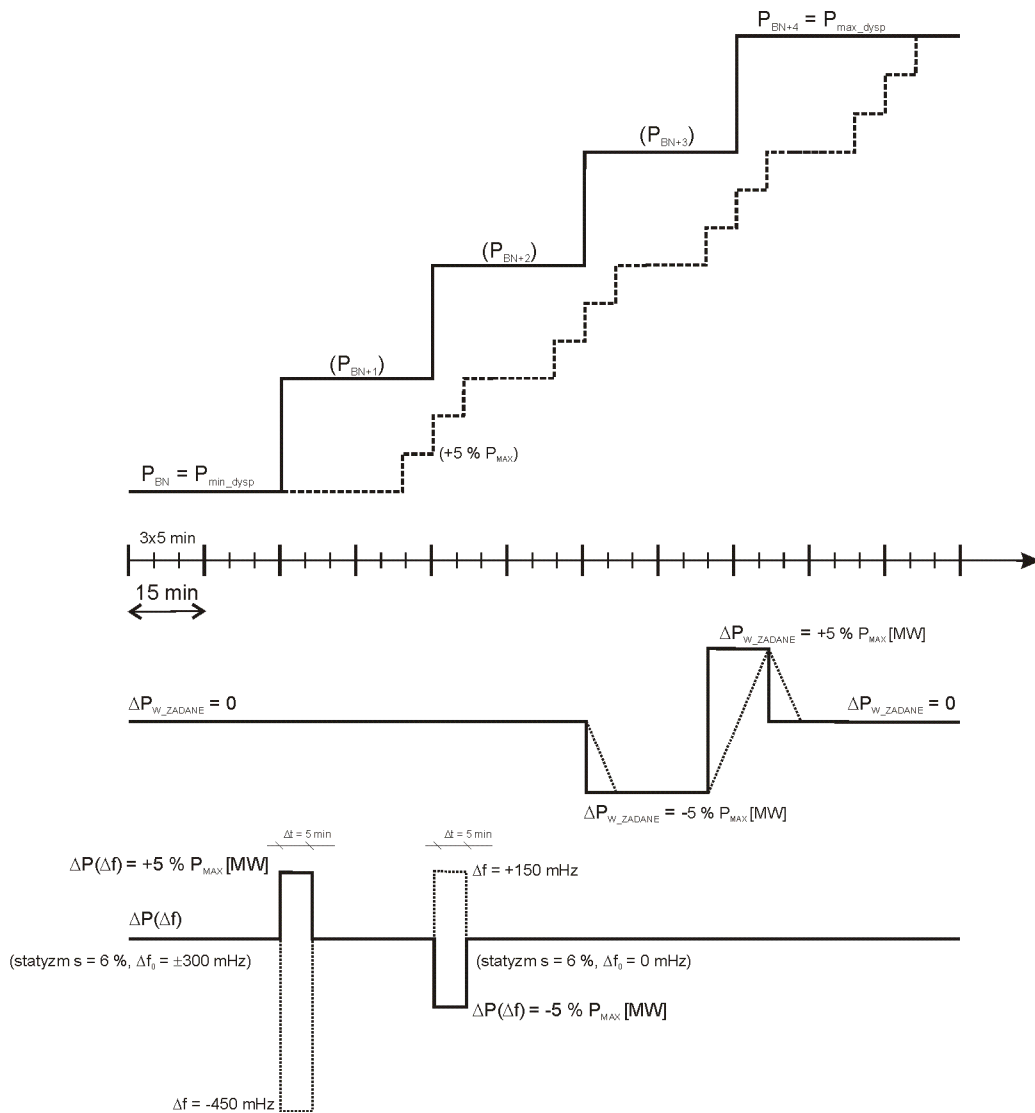 P_BN+4 = P_max_dysp
(P_BN+3)
(P_BN+2)
(P_BN+1)
(+5 % P_MAX)
P_BN = P_min_dysp
3x5 min
15 min
ΔP_W_ZADANE = +5 % P_MAX [MW]
ΔP_W_ZADANE = 0
ΔP_W_ZADANE = 0
ΔP_W_ZADANE = -5 % P_MAX [MW]
Δt = 5 min
Δt = 5 min
ΔP(Δf) = +5 % P_MAX [MW]
Δf = +150 mHz
ΔP(Δf)
(statyzm s = 6 %, Δf₀ = ±300 mHz)
(statyzm s = 6 %, Δf₀ = 0 mHz)
ΔP(Δf) = -5 % P_MAX [MW]
Δf = -450 mHz